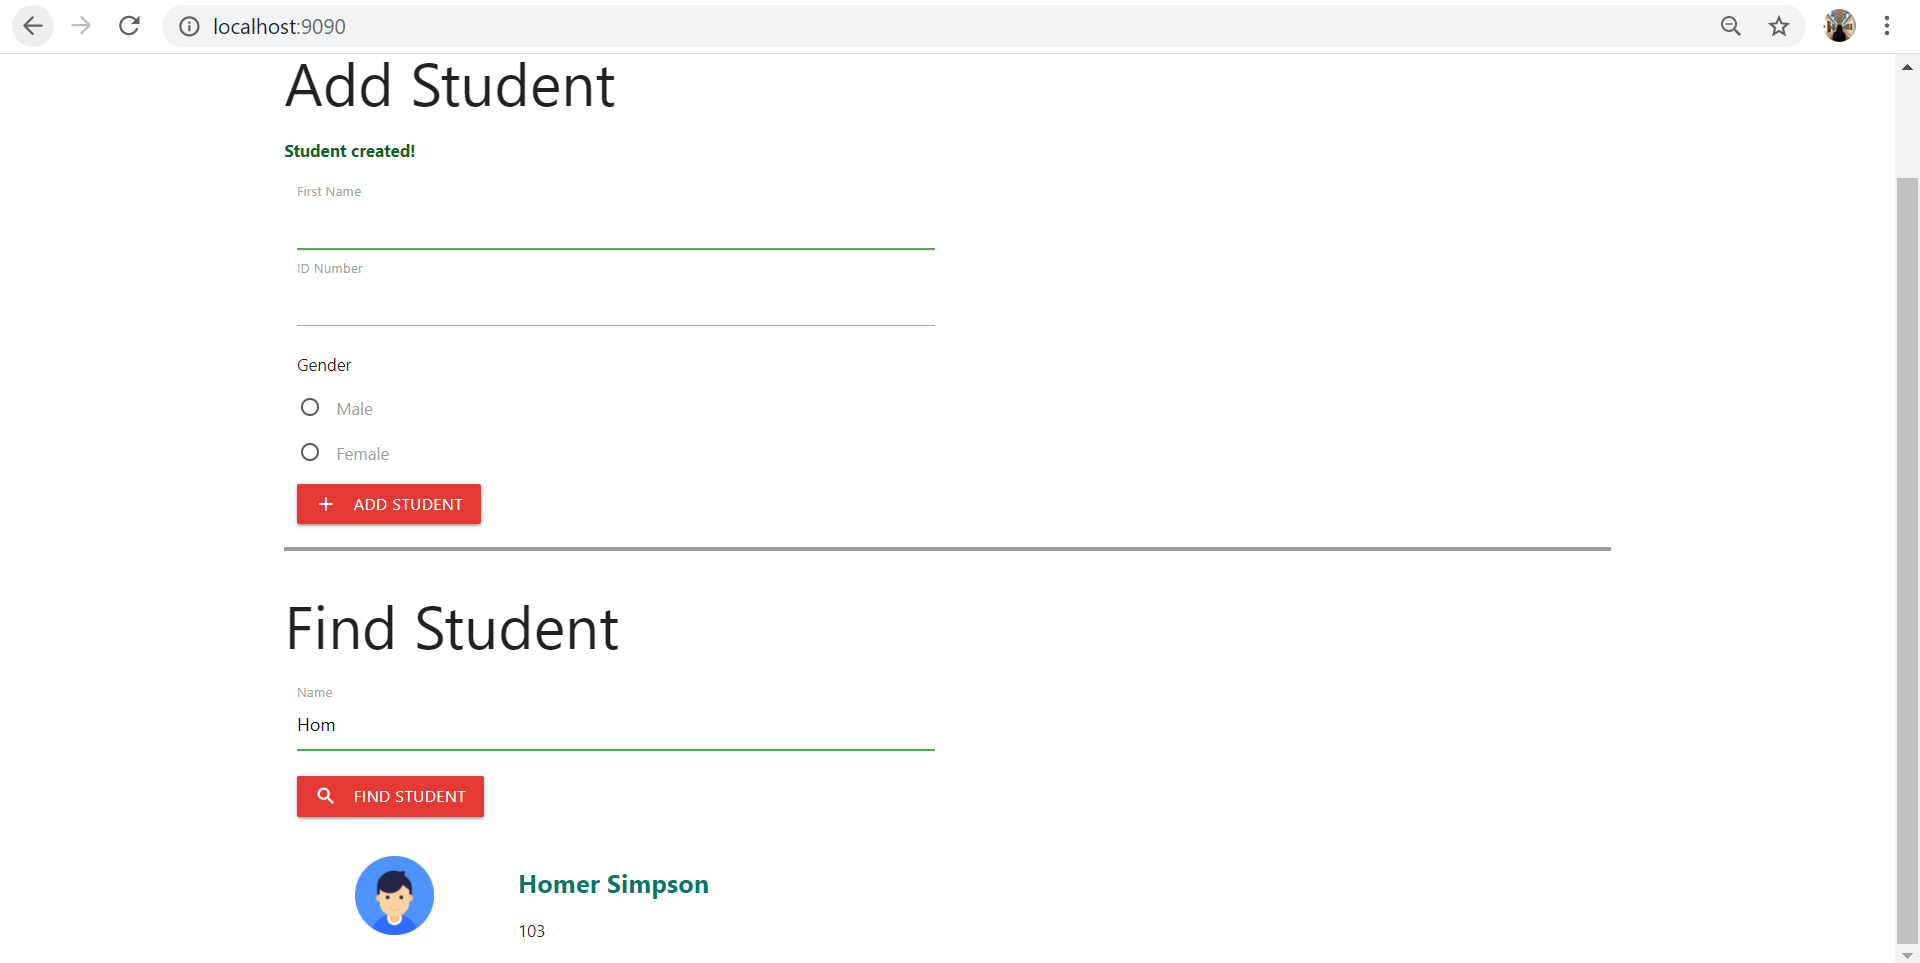 localhost:9090
Add Student
Student created!
First Name
ID Number
Gender
Male
Female
ADD STUDENT
Find Student
Name
Hom
FIND STUDENT
Homer Simpson
103